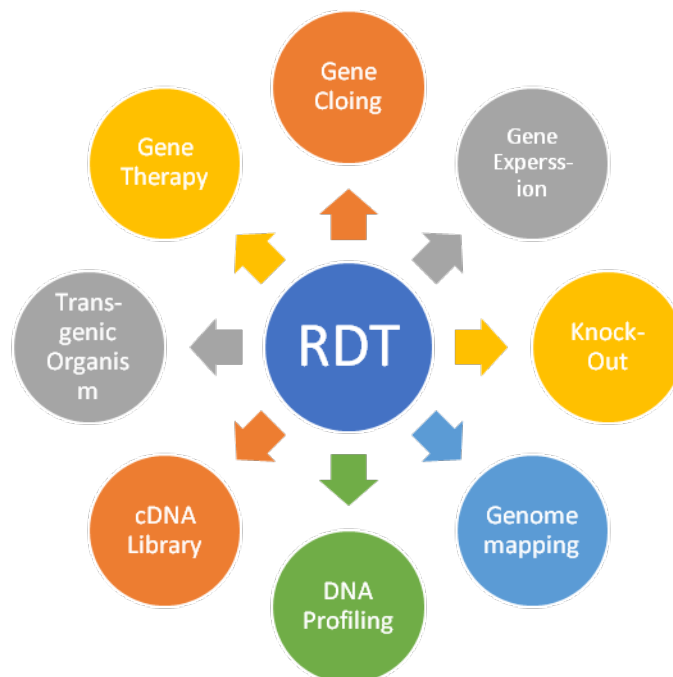 Gene
Cloing
Gene
Experss-
ion
Knock-
Out
Genome
mapping
DNA
Profiling
cDNA
Library
Trans-
genic
Organis
m
Gene
Therapy
RDT